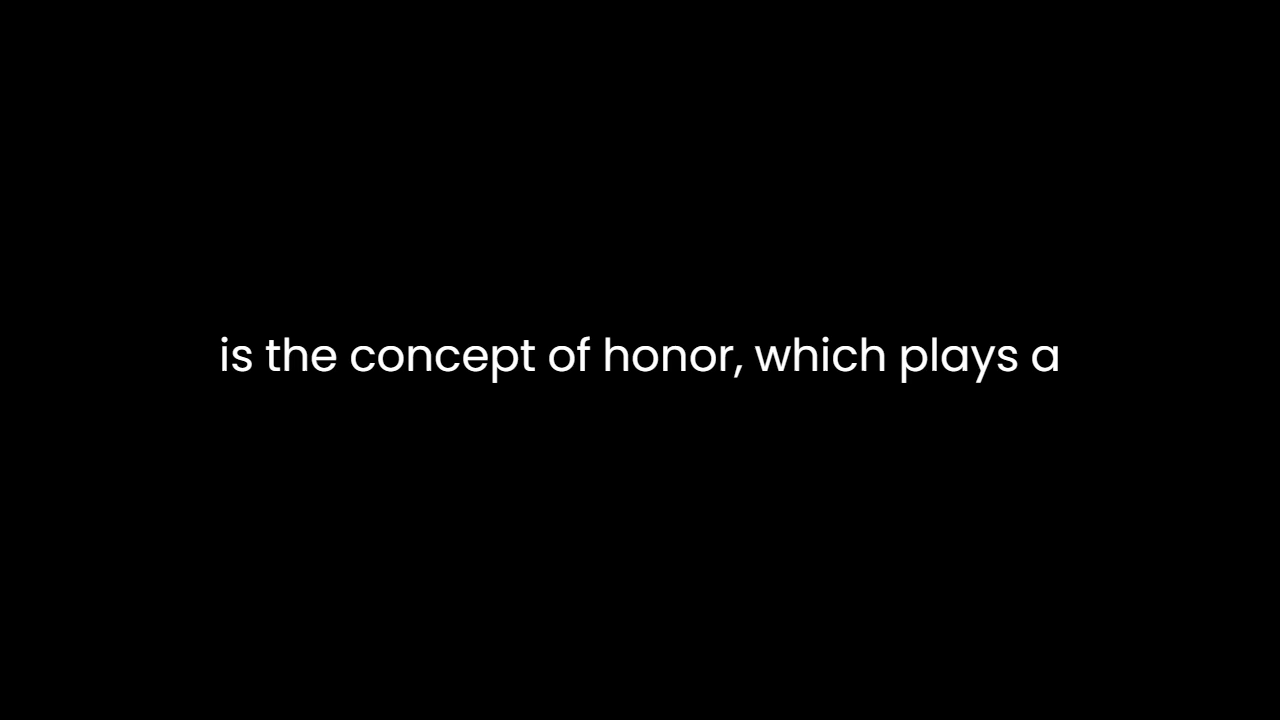 is the concept of honor, which plays a